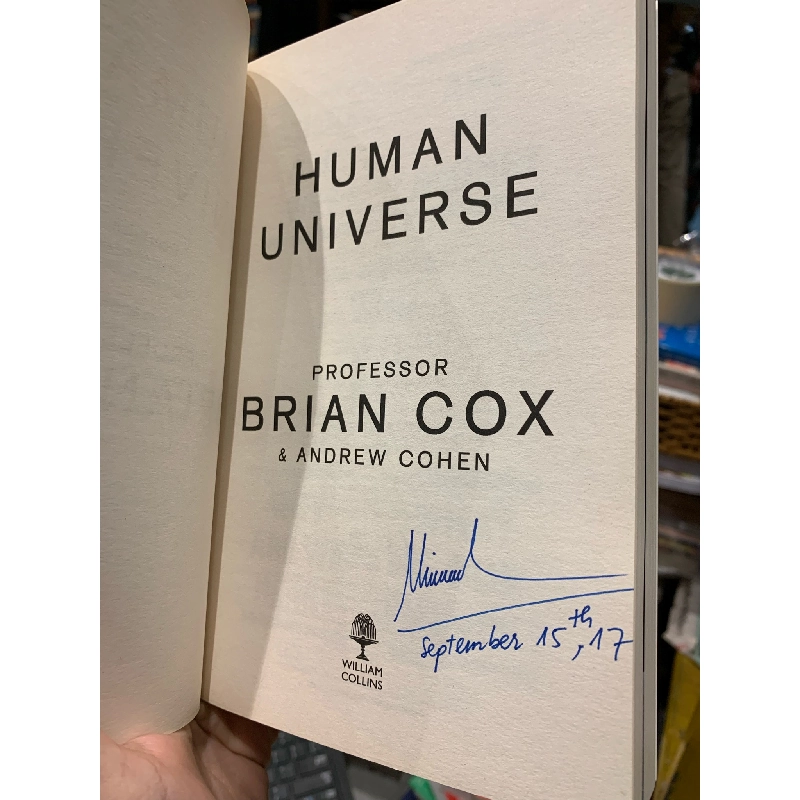 HUMAN
UNIVERSE
PROFESSOR
BRIAN COX
& ANDREW COHEN
September 15th, 17
WILLIAM
COLLINS